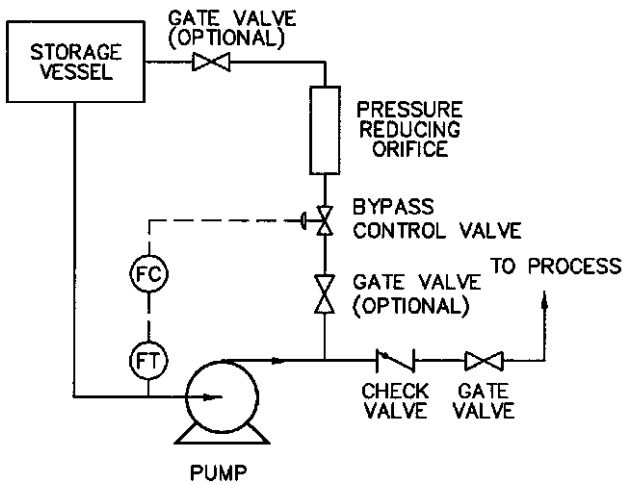 GATE VALVE
(OPTIONAL)
STORAGE
VESSEL
PRESSURE
REDUCING
ORIFICE
BYPASS
CONTROL VALVE
FC
TO PROCESS
GATE VALVE
(OPTIONAL)
FT
CHECK
VALVE
GATE
VALVE
PUMP